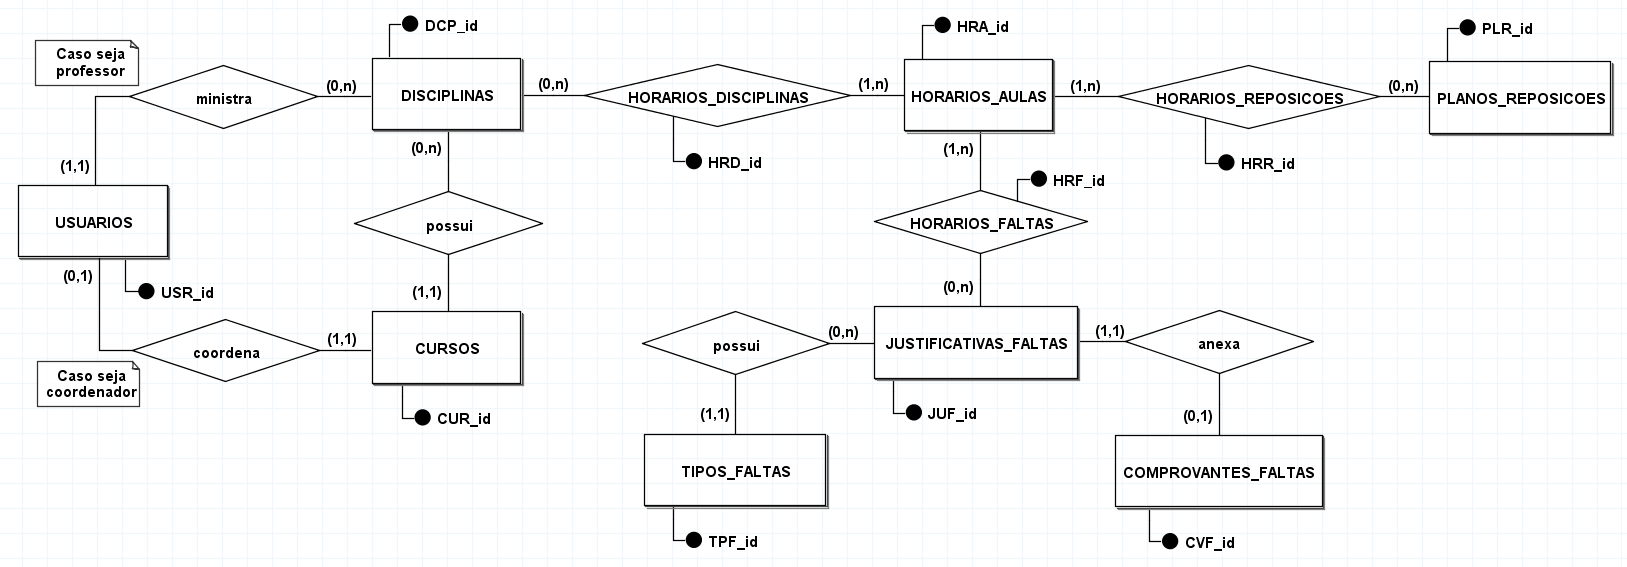 DCP_id
HRA_id
PLR_id
Caso seja
professor
ministra
(0,n)
DISCIPLINAS
(0,n)
HORARIOS_DISCIPLINAS
(1,n)
HORARIOS_AULAS
(1,n)
HORARIOS_REPOSICOES
(0,n)
PLANOS_REPOSICOES
(1,1)
(0,n)
HRD_id
(1,n)
HRR_id
HRF_id
USUARIOS
possui
HORARIOS_FALTAS
(0,1)
USR_id
(1,1)
(0,n)
coordena
(1,1)
CURSOS
possui
(0,n)
JUSTIFICATIVAS_FALTAS
(1,1)
anexa
Caso seja
coordenador
CUR_id
(1,1)
JUF_id
(0,1)
TIPOS_FALTAS
COMPROVANTES_FALTAS
TPF_id
CVF_id